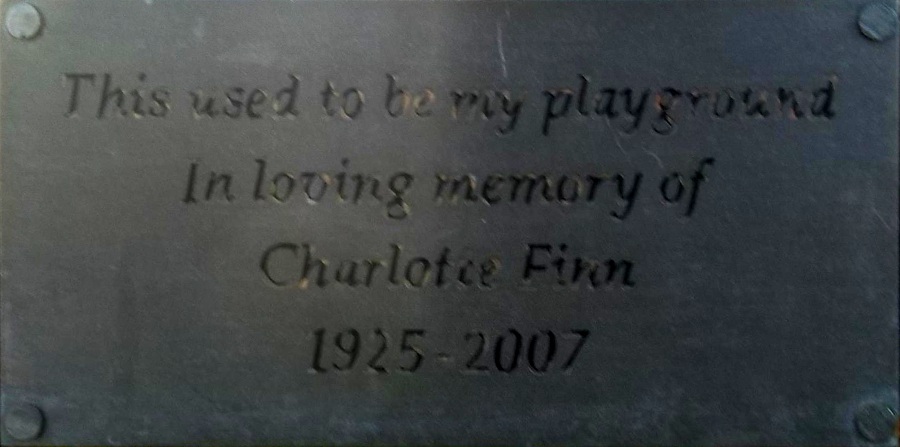 This used to be my playground
In loving memory of
Charlotte Finn
1925-2007